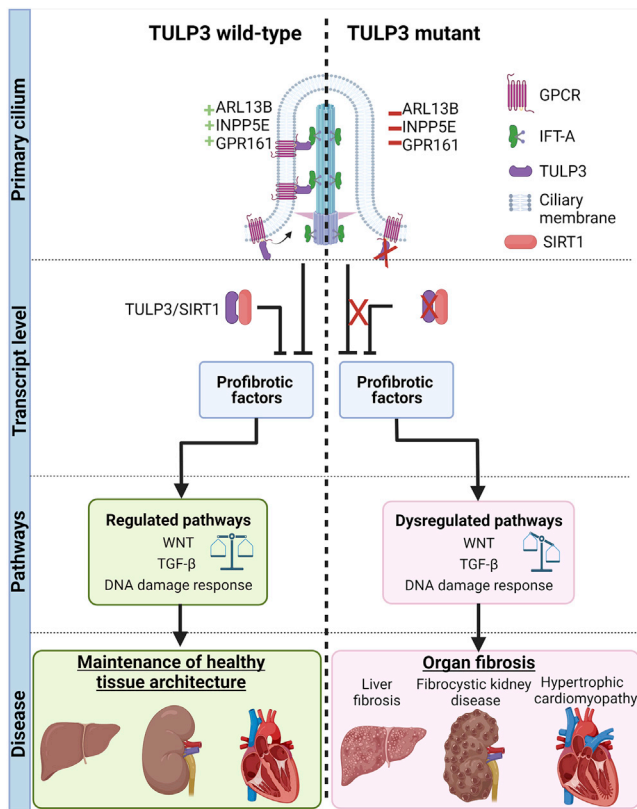 TULP3 wild-type
TULP3 mutant
Primary cilium
+ARL13B
+INPP5E
+GPR161
ARL13B
INPP5E
GPR161
GPCR
IFT-A
TULP3
Ciliary
membrane
SIRT1
Transcript level
TULP3/SIRT1
X
X
X
Profibrotic
factors
Profibrotic
factors
Pathways
Regulated pathways
WNT
TGF-β
DNA damage response
Dysregulated pathways
WNT
TGF-β
DNA damage response
Disease
Maintenance of healthy
tissue architecture
Organ fibrosis
Liver
fibrosis
Fibrocystic kidney
disease
Hypertrophic
cardiomyopathy